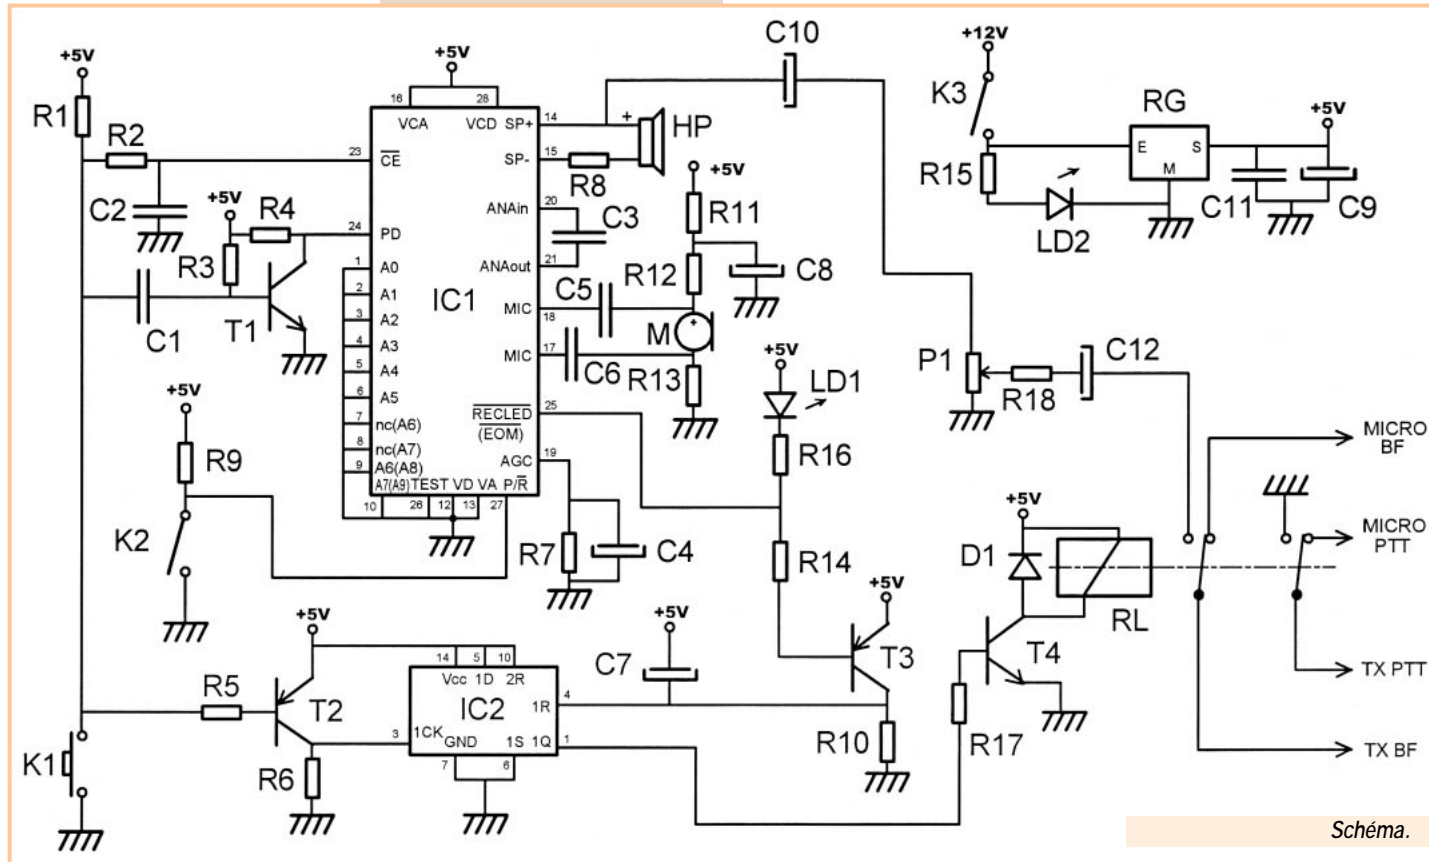 +5V
R1
R2
C2
+5V
R4
R3
C1
T1
+5V
R9
K2
+5V
16
28
VCA
VCD
SP+
14
23
CE
SP-
15
24
PD
ANAin
20
ANAout
21
IC1
1
A0
2
A1
3
A2
4
A3
5
A4
6
A5
7
nc(A6)
8
nc(A7)
9
A6(A8)
A7(A9)
TEST
VD
VA
P/R
10
26
12
13
27
MIC
18
MIC
17
RECLED
(EOM)
25
AGC
19
+
HP
R8
C3
+5V
R11
R12
C8
C5
+
M
C6
R13
R7
C4
C10
+12V
K3
R15
LD2
RG
E
S
M
+5V
C11
C9
+5V
LD1
R16
R14
P1
R18
C12
MICRO
BF
MICRO
PTT
TX PTT
TX BF
+5V
D1
RL
T4
R17
+5V
T3
R10
+5V
C7
+5V
R5
T2
R6
K1
14
5
10
Vcc
1D
2R
IC2
1R
4
3
1CK
GND
1S
1Q
1
7
6
Schéma.